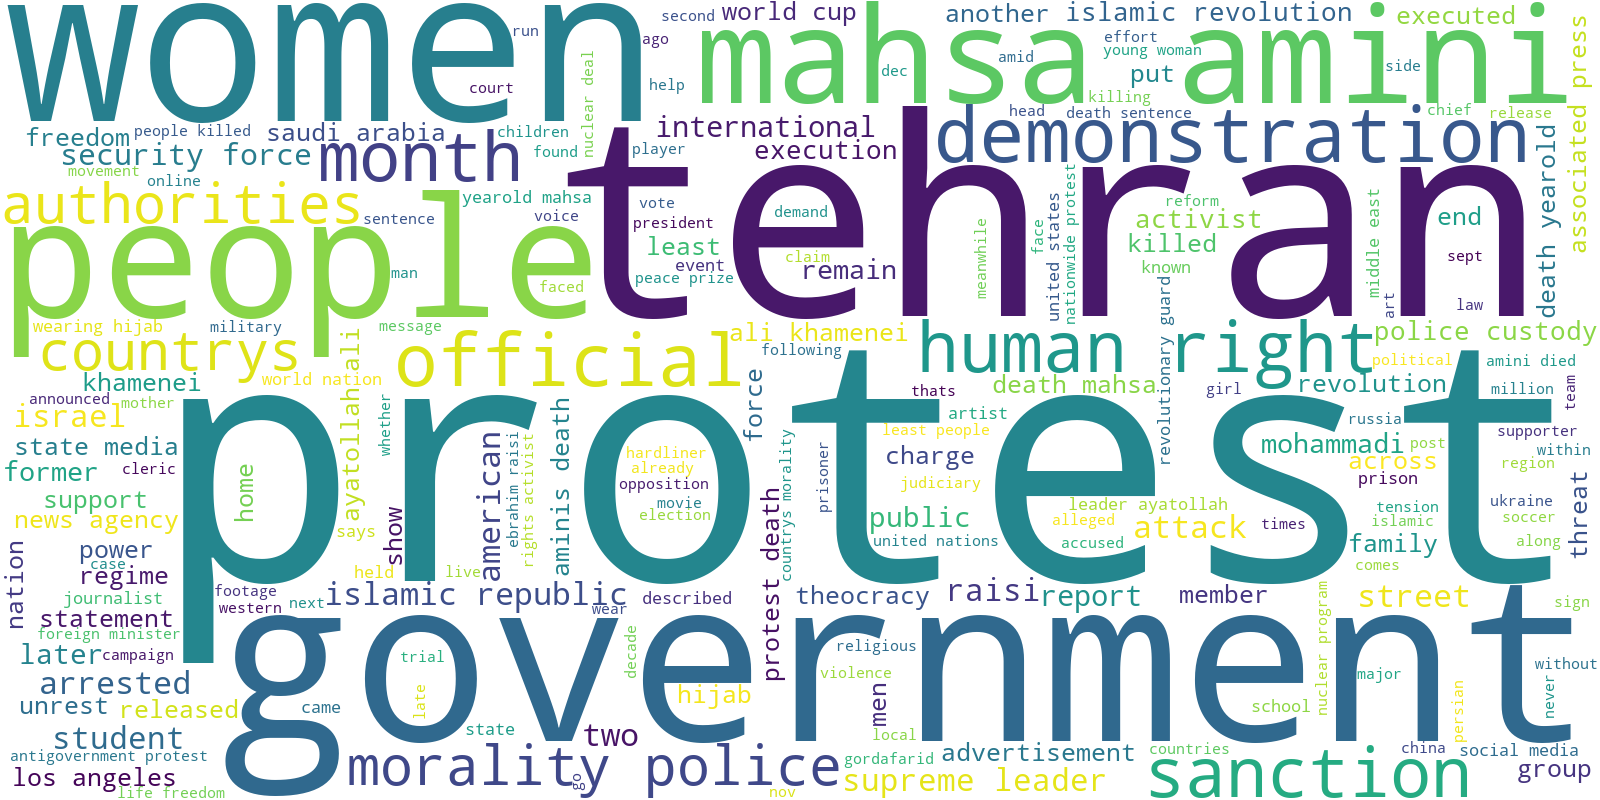 women
second
run
ago
court
help
nuclear deal
world cup
mahsa amini
dec
another
islamic revolution
effort
young woman
amid
put
killing
side
executed
chief
release
associated press
freedom
people killed
saudi arabia
security force
movement
online
month
children
found
international
player
execution
head
death sentence
demonstration
death yearold
authorities
sentence
yearold mahsa
voice
tehran
vote
president
least
event
peace prize
demand
claim
remain
meanwhile
face
united states
nationwide protest
reform
activist
killed
known
middle east
end
sept
art
law
people
man
faced
wearing hijab
military
message
countrys
world nation
official
ali khamenei
following
human right
revolutionary guard
police custody
political
amini died
khamenei
announced
mother
israel
ayatollah ali
whether
force
thats
death mahsa
artist
least people
girl
revolution
million
team
russia
supporter
state media
former
cleric
support
news agency
home
protest
american
ebrahim raisi
rights activist
aminis death
hardliner
already
opposition
movie
election
countrys morality
prisoner
charge
judiciary
mohammadi
post
within
across
region
prison
public
united nations
leader ayatollah
alleged
accused
attack
times
tension
islamic
ukraine
soccer
along
threat
family
comes
nation
power
case
regime
journalist
statement
foreign minister
later
campaign
says
show
held
live
footage
western
next
islamic republic
wear
described
protest death
theocracy
raisi
report
member
nuclear program
street
sign
government
trial
late
decade
religious
violence
hijab
men
major
school
persian
without
never
arrested
unrest
released
came
student
antigovernment protest
los angeles
life freedom
state
two
morality police
go
nov
local
gordafarid
advertisement
supreme leader
countries
sanction
china
social media
group